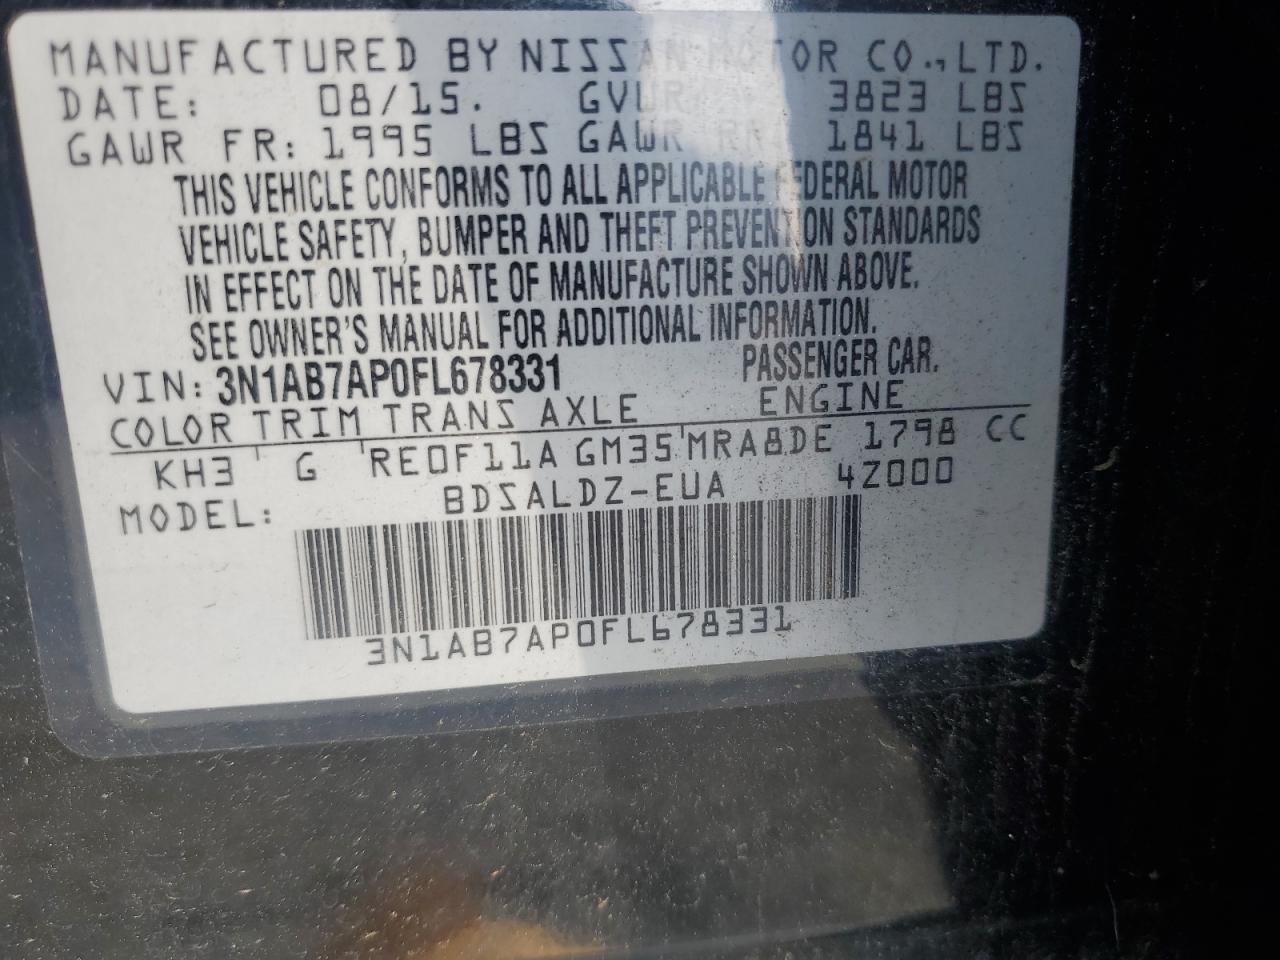 MANUFACTURED BY NISSAN MOTOR CO., LTD.
DATE: 08/15. GVWR 3823 LBS
GAWR FR: 1995 LBS GAWR RR 1841 LBS
THIS VEHICLE CONFORMS TO ALL APPLICABLE FEDERAL MOTOR
VEHICLE SAFETY, BUMPER AND THEFT PREVENTION STANDARDS
IN EFFECT ON THE DATE OF MANUFACTURE SHOWN ABOVE.
SEE OWNER'S MANUAL FOR ADDITIONAL INFORMATION.
VIN: 3N1AB7AP0FL678331 PASSENGER CAR.
COLOR TRIM TRANS AXLE ENGINE
KH3 G RE0F11A GM35 MRA8DE 1798 CC
MODEL: BDSALDZ-EUA 4Z000
3N1AB7AP0FL678331